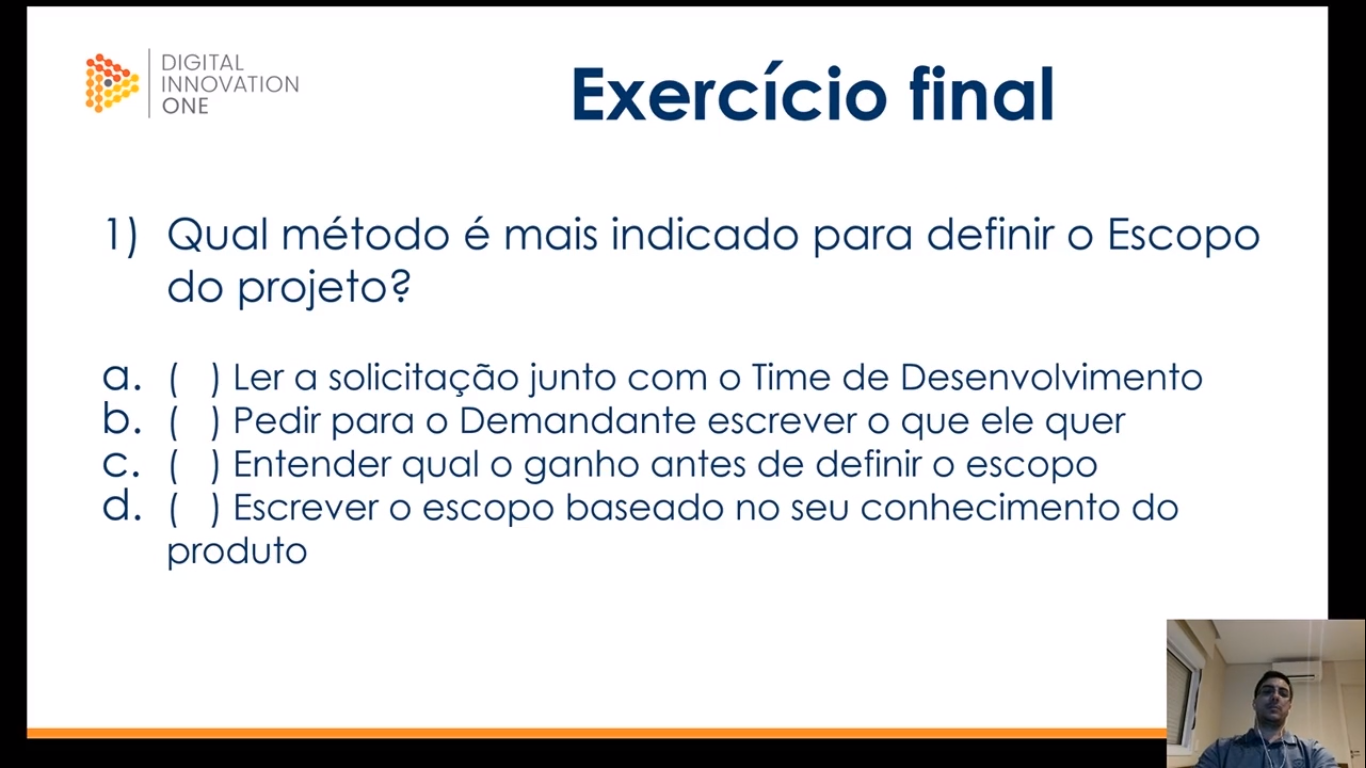 DIGITAL
INNOVATION
ONE
Exercício final
1) Qual método é mais indicado para definir o Escopo
do projeto?
a. ( ) Ler a solicitação junto com o Time de Desenvolvimento
b. ( ) Pedir para o Demandante escrever o que ele quer
c. ( ) Entender qual o ganho antes de definir o escopo
d. ( ) Escrever o escopo baseado no seu conhecimento do
produto